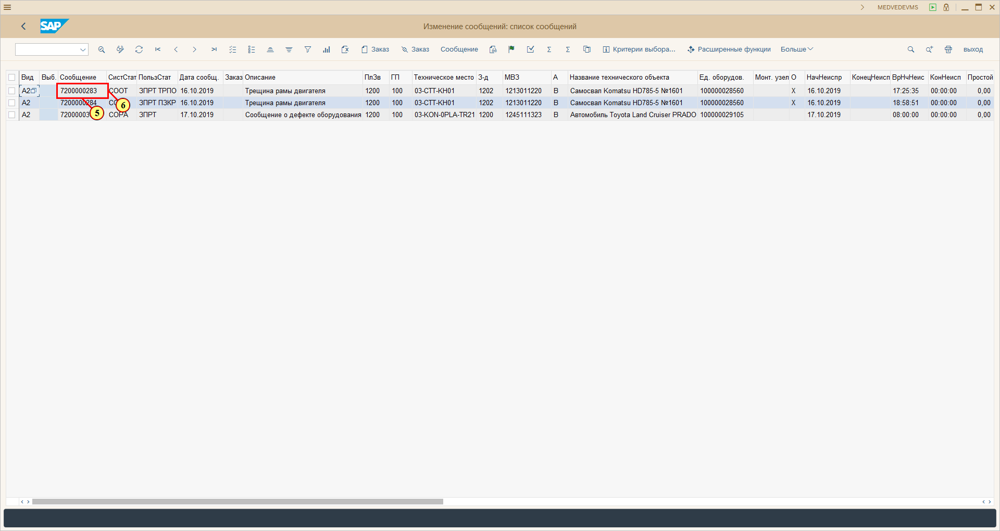 MEDVEDEVMS
SAP
Изменение сообщений: список сообщений
Заказ Заказ Сообщение Σ Σ Критерии выбора... Расширенные функции Больше выход
Вид Выб. Сообщение СистСтат ПользСтат Дата сообщ. Заказ Описание ПлЗв ГП Техническое место З-д МВЗ А Название технического объекта Ед. оборудов. Монт. узел О НачНеиспр КонецНеисп ВрНчНеис КонНеисп Простой
A2 7200000283 СООТ ЗПРТ ТРПО 16.10.2019 Трещина рамы двигателя 1200 100 03-CTT-KH01 1202 1213011220 B Самосвал Komatsu HD785-5 №1601 100000028560 X 16.10.2019 17:25:35 00:00:00 0,00
A2 7200000284 ЗПРТ ПЗКР 16.10.2019 Трещина рамы двигателя 1200 100 03-CTT-KH01 1202 1213011220 B Самосвал Komatsu HD785-5 №1601 100000028560 X 16.10.2019 18:58:51 00:00:00 0,00
A2 СОРА ЗПРТ 17.10.2019 Сообщение о дефекте оборудования 1200 100 03-KON-0PLA-TR21 1200 1245111323 B Автомобиль Toyota Land Cruiser PRADO 100000029105 17.10.2019 08:00:00 00:00:00 0,00
5
6